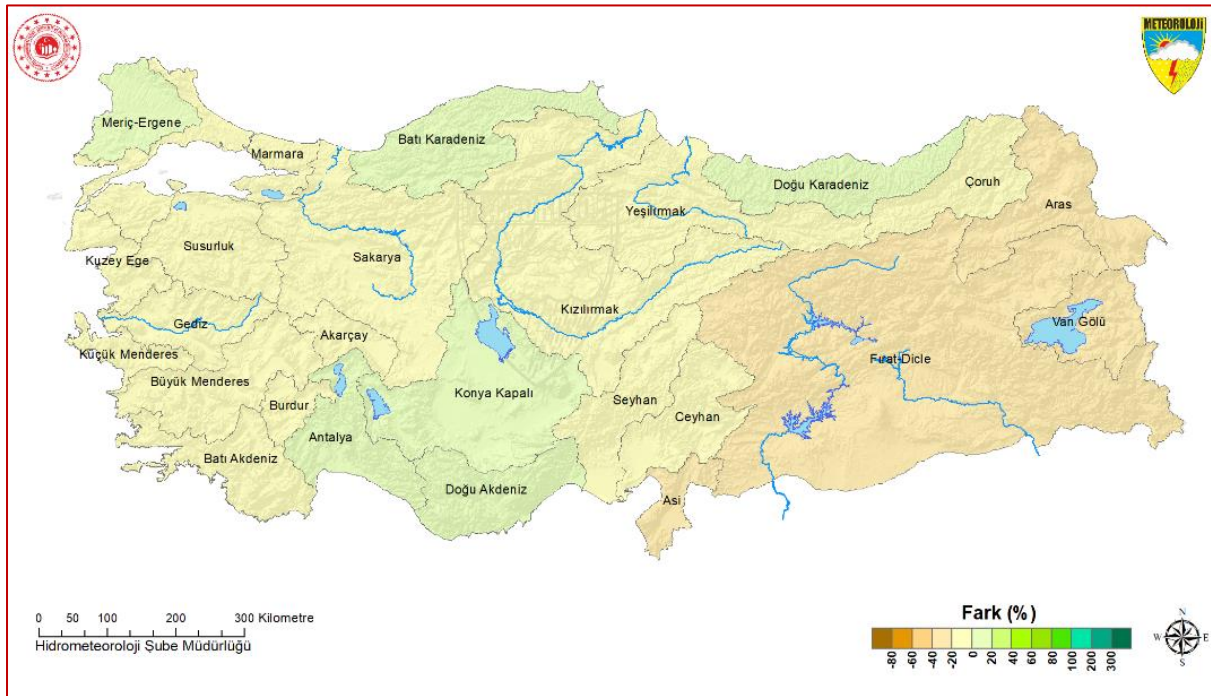 METEOROLOJİ
Meriç-Ergene
Marmara
Batı Karadeniz
Doğu Karadeniz
Çoruh
Aras
Yeşilırmak
Susurluk
Sakarya
Kuzey Ege
Kızılırmak
Gediz
Akarçay
Van Gölü
Küçük Menderes
Fırat-Dicle
Büyük Menderes
Konya Kapalı
Seyhan
Burdur
Ceyhan
Antalya
Batı Akdeniz
Doğu Akdeniz
Asi
0 50 100 200 300 Kilometre
Hidrometeoroloji Şube Müdürlüğü
Fark (%)
-80 -60 -40 -20 0 20 40 60 80 100 200 300
N
W E
S